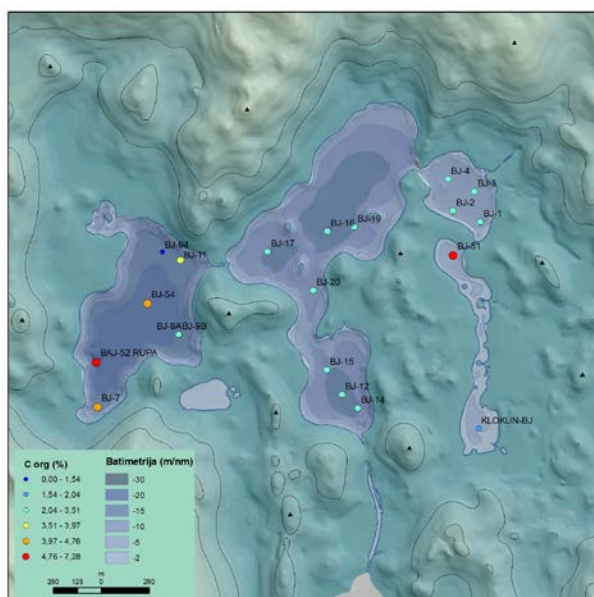 BJ-4
BJ-3
BJ-2
BJ-1
BJ-19
BJ-16
BJ-94
BJ-11
BJ-17
BJ-51
BJ-20
BJ-54
BJ-9ABJ-9B
BAJ-52 RUPA
BJ-15
BJ-12
BJ-7
BJ-14
KLOKUN-BJ
C org (%)
0,00 - 1,54
1,54 - 2,04
2,04 - 3,51
3,51 - 3,97
3,97 - 4,76
4,76 - 7,28
Batimetrija (m/nm)
-30
-20
-15
-10
-5
-2
m
250 125 0 250